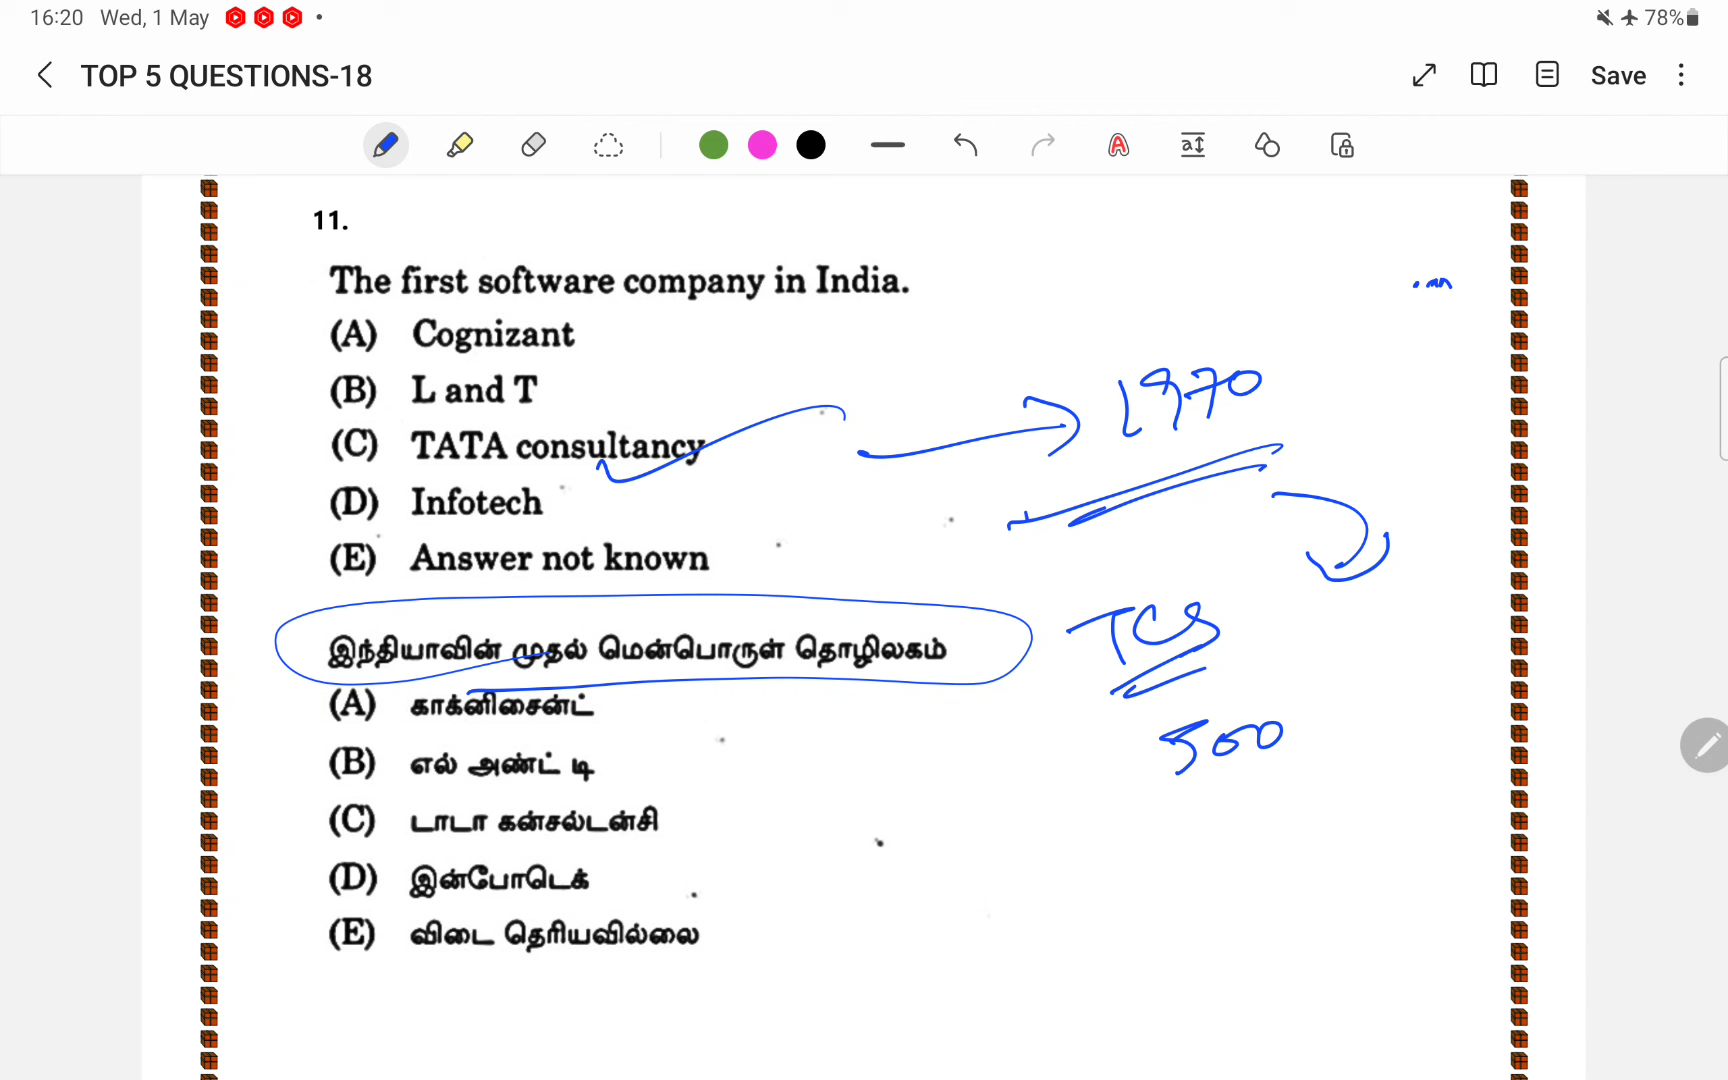 16:20 Wed, 1 May 78%
TOP 5 QUESTIONS-18 Save
11.
The first software company in India.
(A) Cognizant
(B) L and T
(C) TATA consultancy
(D) Infotech
(E) Answer not known
இந்தியாவின் முதல் மென்பொருள் தொழிலகம்
(A) காக்னிசைன்ட்
(B) எல் அண்ட் டி
(C) டாடா கன்சல்டன்சி
(D) இன்போடெக்
(E) விடை தெரியவில்லை
1970
TCS
500